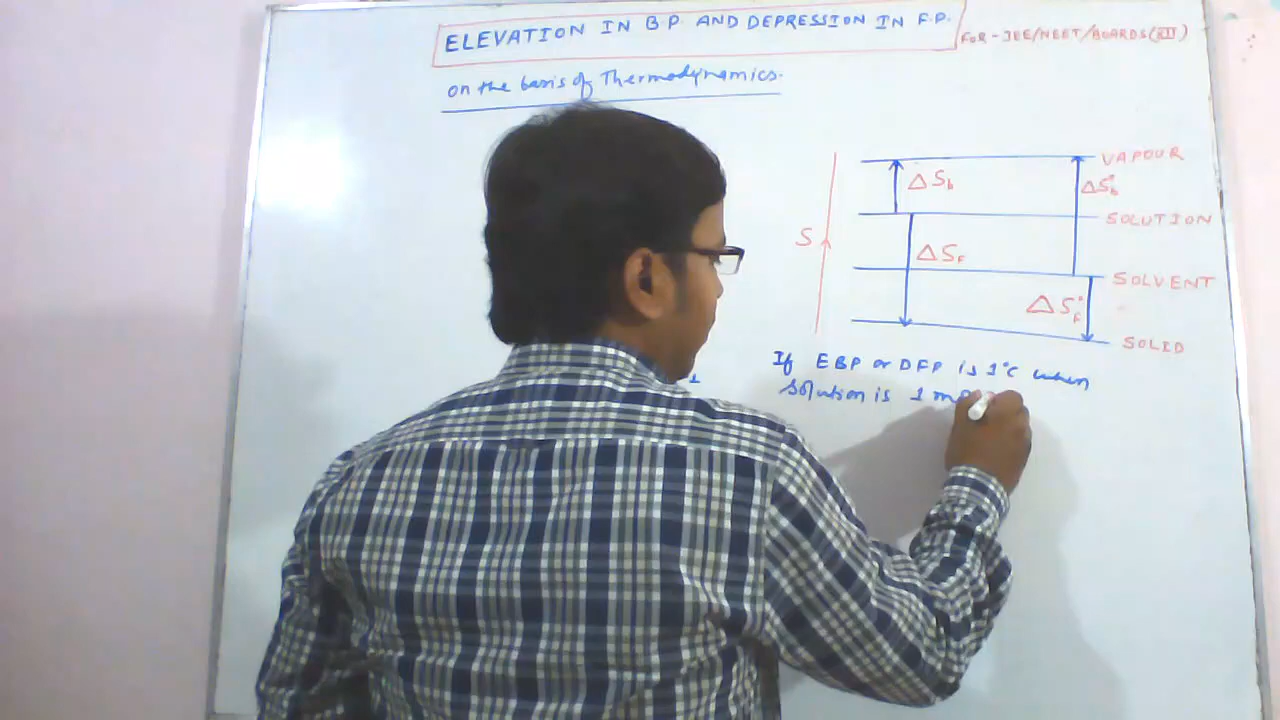 ELEVATION IN B.P. AND DEPRESSION IN F.P.
FOR - JEE/NEET/BOARDS(XII)
on the basis of Thermodynamics.
VAPOUR
ΔS_b
ΔS°_b
SOLUTION
S
ΔS_f
SOLVENT
ΔS°_f
SOLID
If EBP or DFP is 1°C when
solution is 1
1